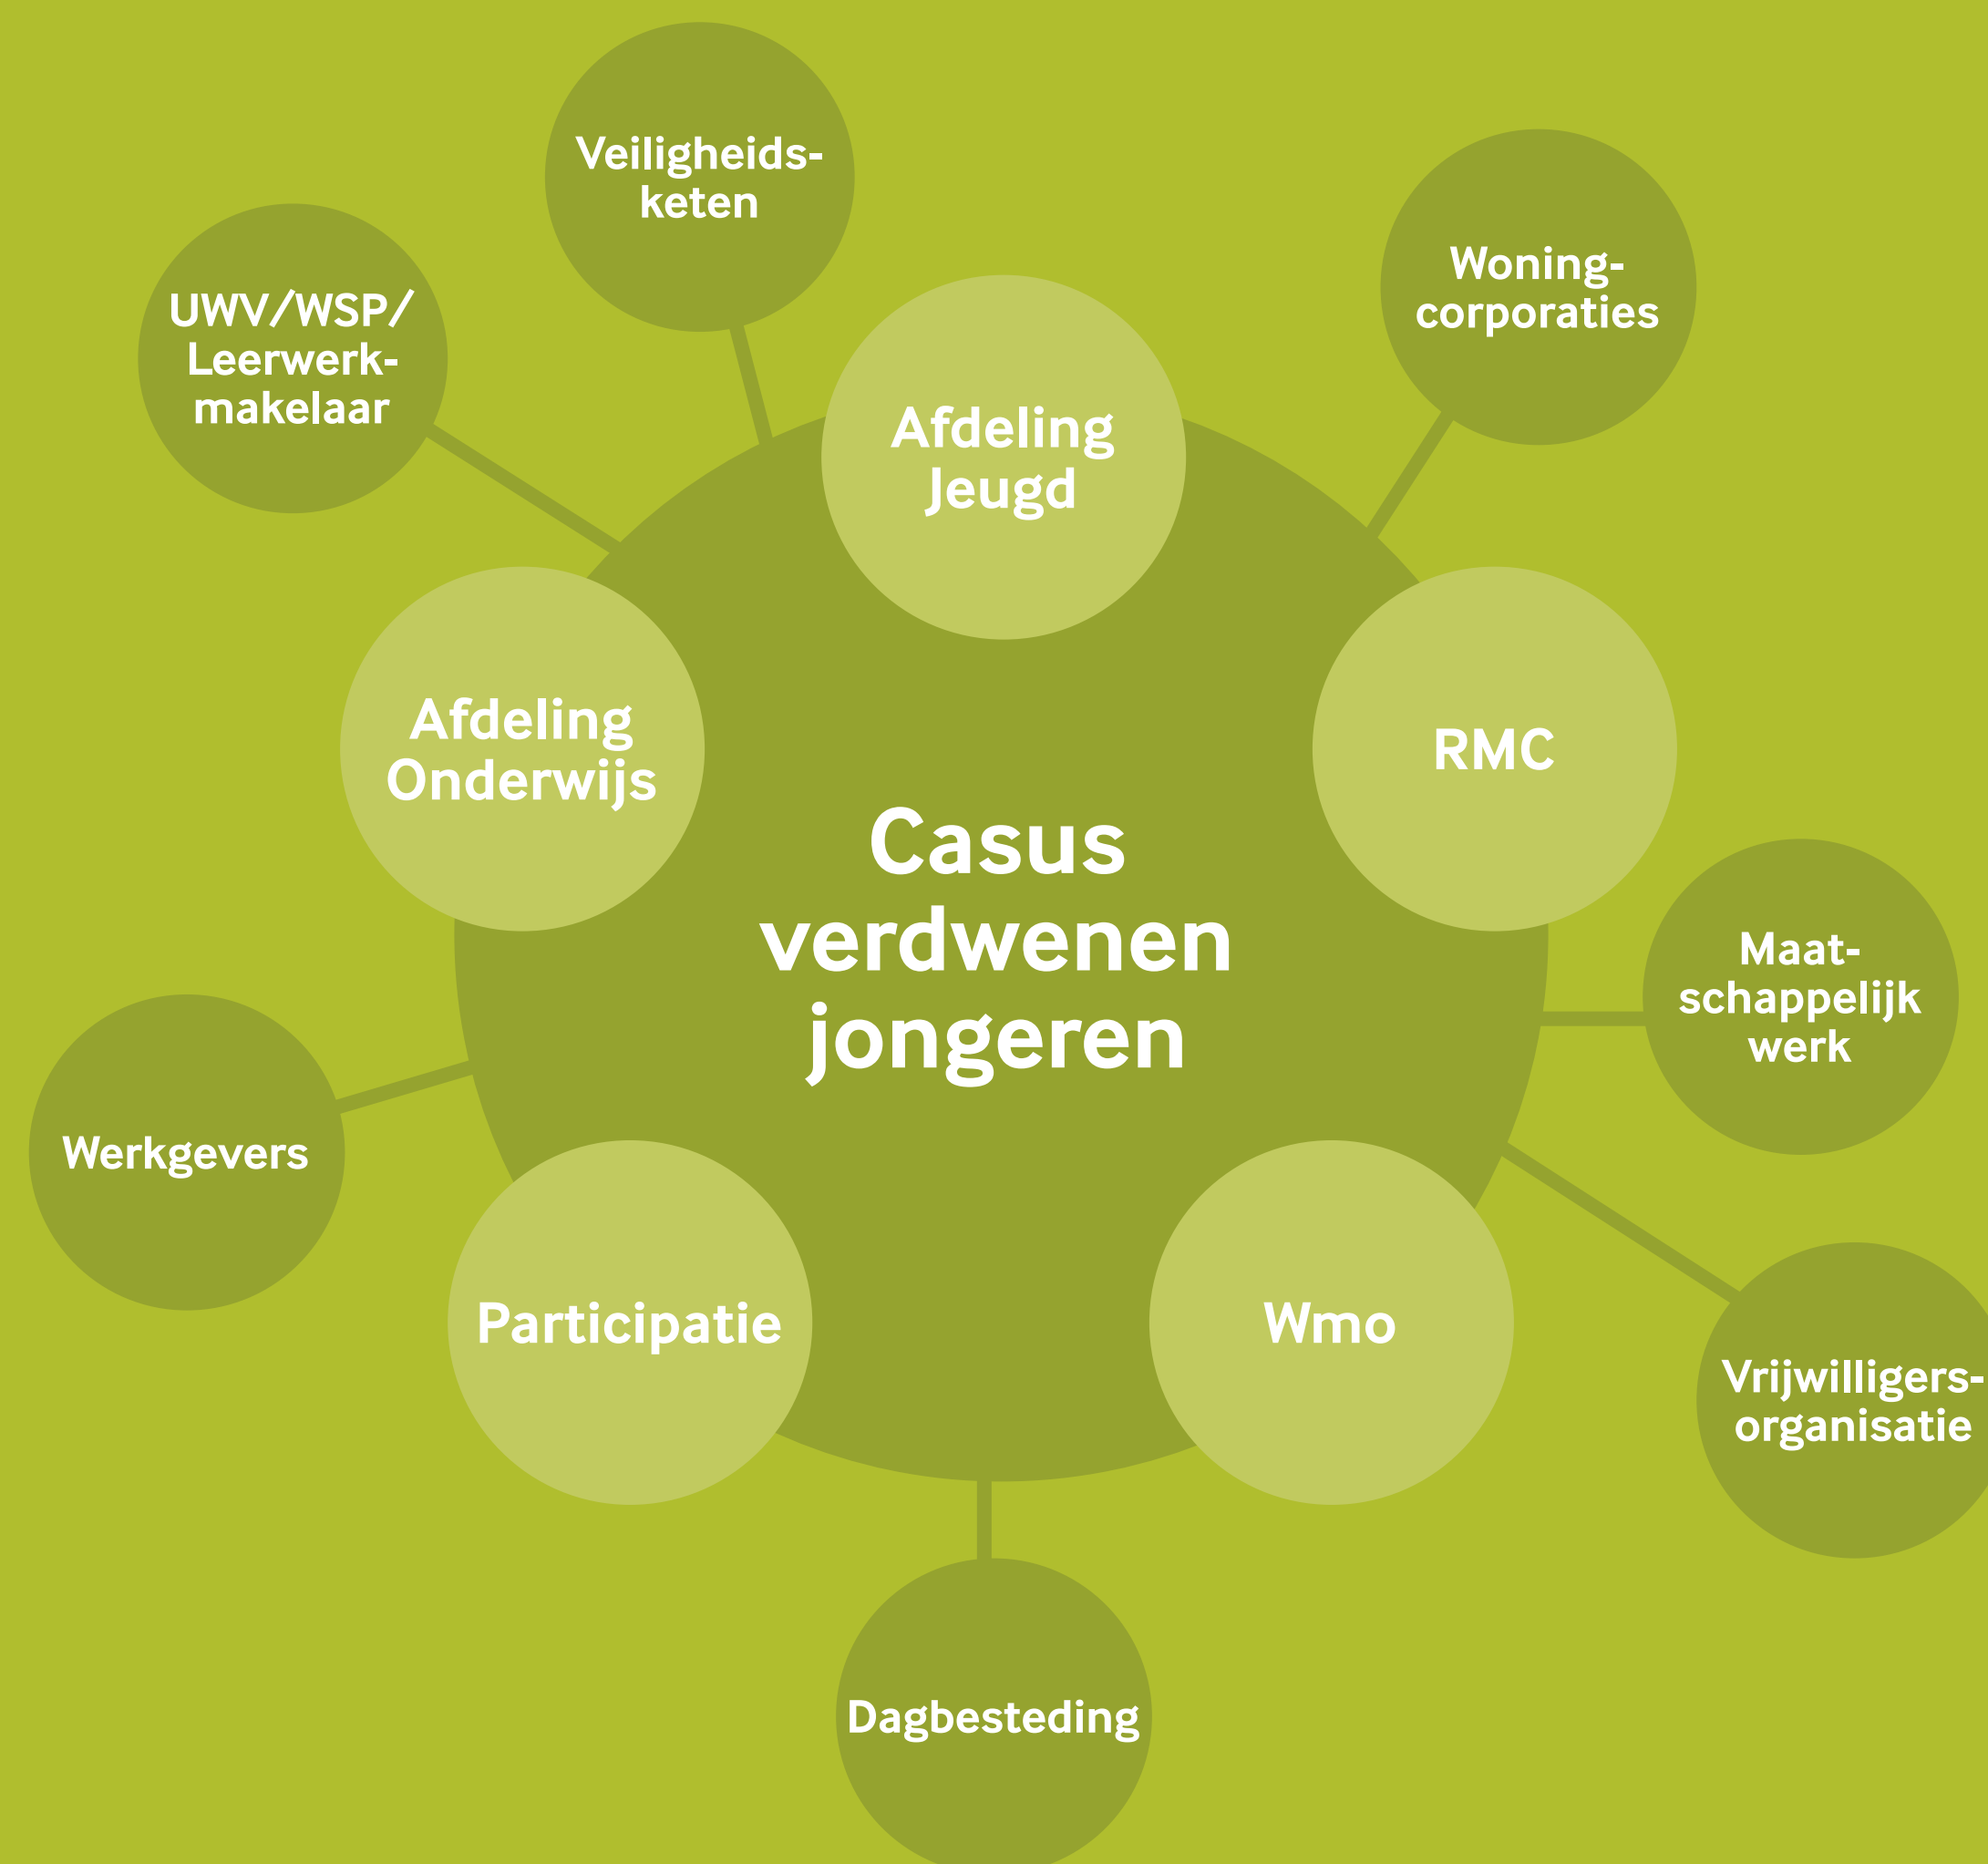 Veiligheids-
keten
Woning-
corporaties
UWV/WSP/
Leerwerk-
makelaar
Afdeling
Jeugd
Afdeling
Onderwijs
RMC
Casus
verdwenen
jongeren
Maat-
schappelijk
werk
Werkgevers
Participatie
Wmo
Vrijwilligers-
organisatie
Dagbesteding